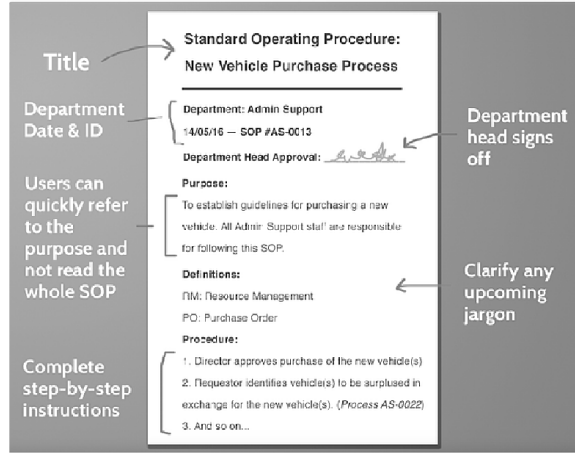 Title
Department
Date & ID
Users can
quickly refer
to the
purpose and
not read the
whole SOP
Complete
step-by-step
instructions
Standard Operating Procedure:
New Vehicle Purchase Process
Department: Admin Support
14/05/16 — SOP #AS-0013
Department Head Approval:
Purpose:
To establish guidelines for purchasing a new
vehicle. All Admin Support staff are responsible
for following this SOP.
Definitions:
RM: Resource Management
PO: Purchase Order
Procedure:
1. Director approves purchase of the new vehicle(s)
2. Requestor identifies vehicle(s) to be surplused in
exchange for the new vehicle(s). (Process AS-0022)
3. And so on...
Department
head signs
off
Clarify any
upcoming
jargon